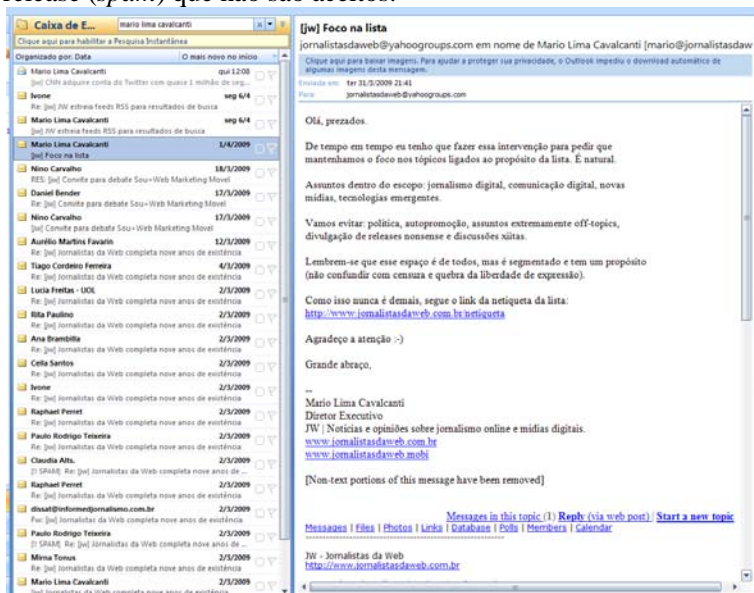 release (spam) que não são aceitos.
Caixa de E... mario lima cavalcanti
Clique aqui para habilitar a Pesquisa Instantânea
Organizado por: Data O mais novo no início
Mario Lima Cavalcanti qui 12:08
[jw] CNN adquire conta do Twitter com quase 1 milhão de seg...
Ivone seg 6/4
Re: [jw] JW estreia feeds RSS para resultados de busca
Mario Lima Cavalcanti seg 6/4
[jw] JW estreia feeds RSS para resultados de busca
Mario Lima Cavalcanti 1/4/2009
[jw] Foco na lista
Nino Carvalho 18/3/2009
RES: [jw] Convite para debate Sou+Web Marketing Movel
Daniel Bender 17/3/2009
Re: [jw] Convite para debate Sou+Web Marketing Movel
Nino Carvalho 17/3/2009
[jw] Convite para debate Sou+Web Marketing Movel
Aurélio Martins Favarin 12/3/2009
Re: [jw] Jornalistas da Web completa nove anos de existência
Tiago Cordeiro Ferreira 4/3/2009
Re: [jw] Jornalistas da Web completa nove anos de existência
Lucia Freitas - UOL 2/3/2009
Re: [jw] Jornalistas da Web completa nove anos de existência
Rita Paulino 2/3/2009
Re: [jw] Jornalistas da Web completa nove anos de existência
Ana Brambilla 2/3/2009
Re: [jw] Jornalistas da Web completa nove anos de existência
Celia Santos 2/3/2009
Re: [jw] Jornalistas da Web completa nove anos de existência
Ivone 2/3/2009
Re: [jw] Jornalistas da Web completa nove anos de existência
Raphael Perret 2/3/2009
Re: [jw] Jornalistas da Web completa nove anos de existência
Paulo Rodrigo Teixeira 2/3/2009
Re: [jw] Jornalistas da Web completa nove anos de existência
Claudia Alts. 2/3/2009
[! SPAM] Re: [jw] Jornalistas da Web completa nove anos de ...
Raphael Perret 2/3/2009
Re: [jw] Jornalistas da Web completa nove anos de existência
dissat@informedjornalismo.com.br 2/3/2009
Fw: [jw] Jornalistas da Web completa nove anos de existência
Paulo Rodrigo Teixeira 2/3/2009
[! SPAM] Re: [jw] Jornalistas da Web completa nove anos de ...
Mirna Tonus 2/3/2009
Re: [jw] Jornalistas da Web completa nove anos de existência
Mario Lima Cavalcanti 2/3/2009
[jw] Jornalistas da Web completa nove anos de existência
[jw] Foco na lista
jornalistasdaweb@yahoogroups.com em nome de Mario Lima Cavalcanti [mario@jornalistasdaw
Clique aqui para baixar imagens. Para ajudar a proteger sua privacidade, o Outlook impediu o download automático de
algumas imagens desta mensagem.
Enviada em: ter 31/3/2009 21:41
Para: jornalistasdaweb@yahoogroups.com
Olá, prezados.
De tempo em tempo eu tenho que fazer essa intervenção para pedir que
mantenhamos o foco nos tópicos ligados ao propósito da lista. É natural.
Assuntos dentro do escopo: jornalismo digital, comunicação digital, novas
mídias, tecnologias emergentes.
Vamos evitar: política, autopromoção, assuntos extremamente off-topics,
divulgação de releases nonsense e discussões xiitas.
Lembrem-se que esse espaço é de todos, mas é segmentado e tem um propósito
(não confundir com censura e quebra da liberdade de expressão).
Como isso nunca é demais, segue o link da netiqueta da lista:
http://www.jornalistasdaweb.com.br/netiqueta
Agradeço a atenção :-)
Grande abraço,
--
Mario Lima Cavalcanti
Diretor Executivo
JW | Notícias e opiniões sobre jornalismo online e mídias digitais.
www.jornalistasdaweb.com.br
www.jornalistasdaweb.mobi
[Non-text portions of this message have been removed]
Messages in this topic (1) Reply (via web post) | Start a new topic
Messages | Files | Photos | Links | Database | Polls | Members | Calendar
JW - Jornalistas da Web
http://www.jornalistasdaweb.com.br